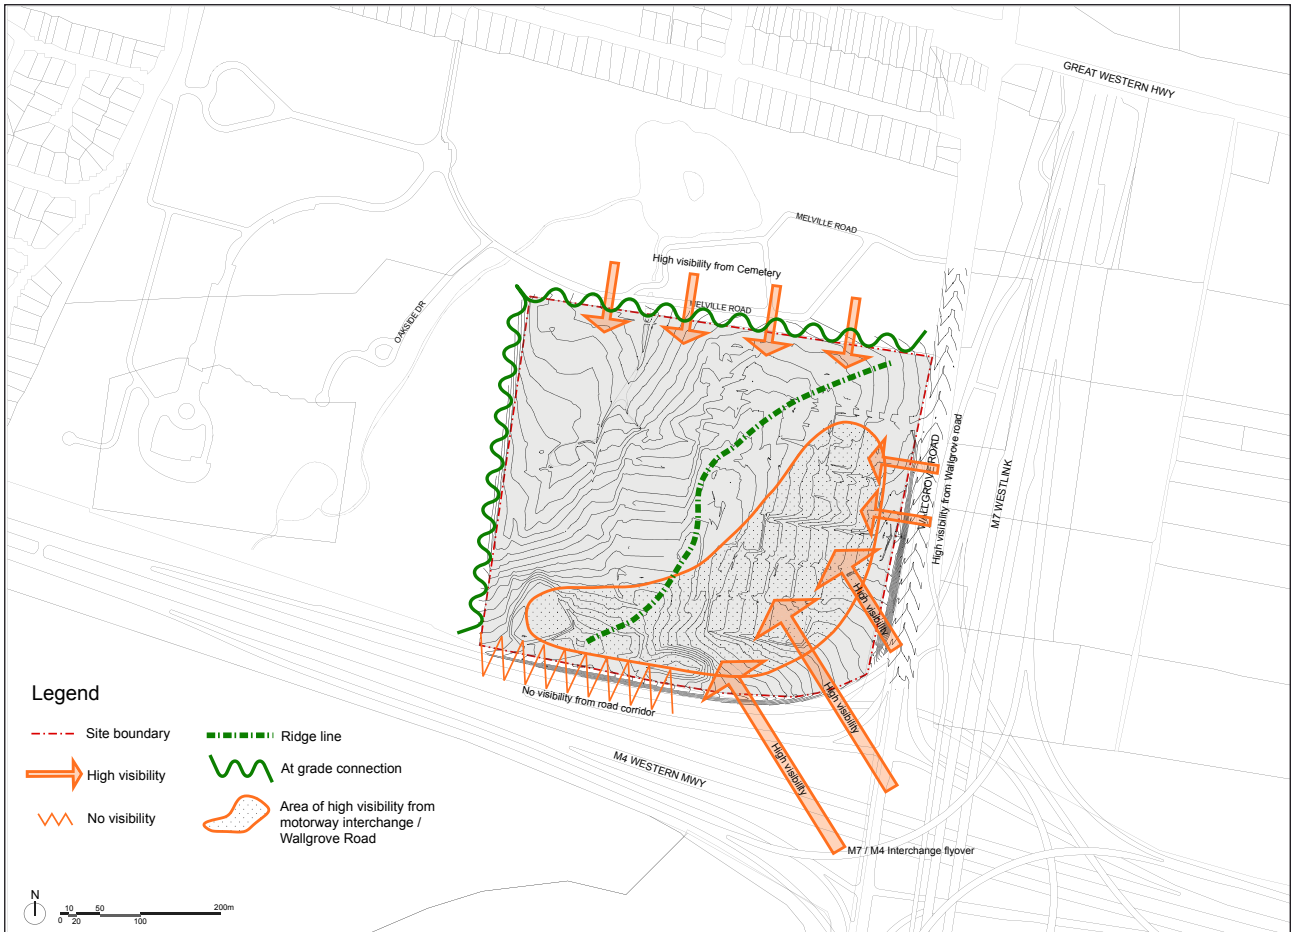 GREAT WESTERN HWY
MELVILLE ROAD
High visibility from Cemetery
MELVILLE ROAD
OAKSIDE DR
WALLGROVE ROAD
High visibility from Wallgrove road
M7 WESTLINK
High visibility
High visibility
High visibility
No visibility from road corridor
M4 WESTERN MWY
M7 / M4 Interchange flyover
Legend
Site boundary
High visibility
No visibility
Ridge line
At grade connection
Area of high visibility from
motorway interchange /
Wallgrove Road
N
10 50 200m
0 20 100